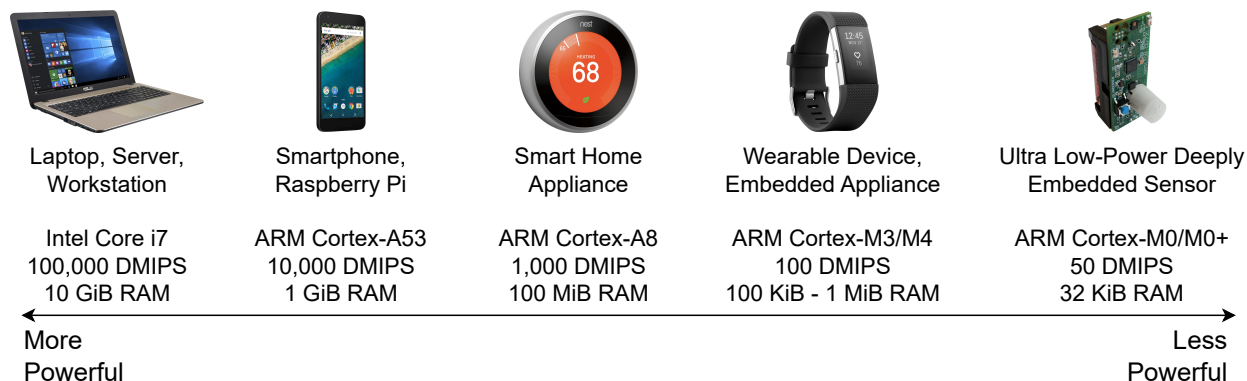 nest
HEATING
68
12:45
Laptop, Server,
Workstation
Smartphone,
Raspberry Pi
Smart Home
Appliance
Wearable Device,
Embedded Appliance
Ultra Low-Power Deeply
Embedded Sensor
Intel Core i7
100,000 DMIPS
10 GiB RAM
ARM Cortex-A53
10,000 DMIPS
1 GiB RAM
ARM Cortex-A8
1,000 DMIPS
100 MiB RAM
ARM Cortex-M3/M4
100 DMIPS
100 KiB - 1 MiB RAM
ARM Cortex-M0/M0+
50 DMIPS
32 KiB RAM
More
Powerful
Less
Powerful